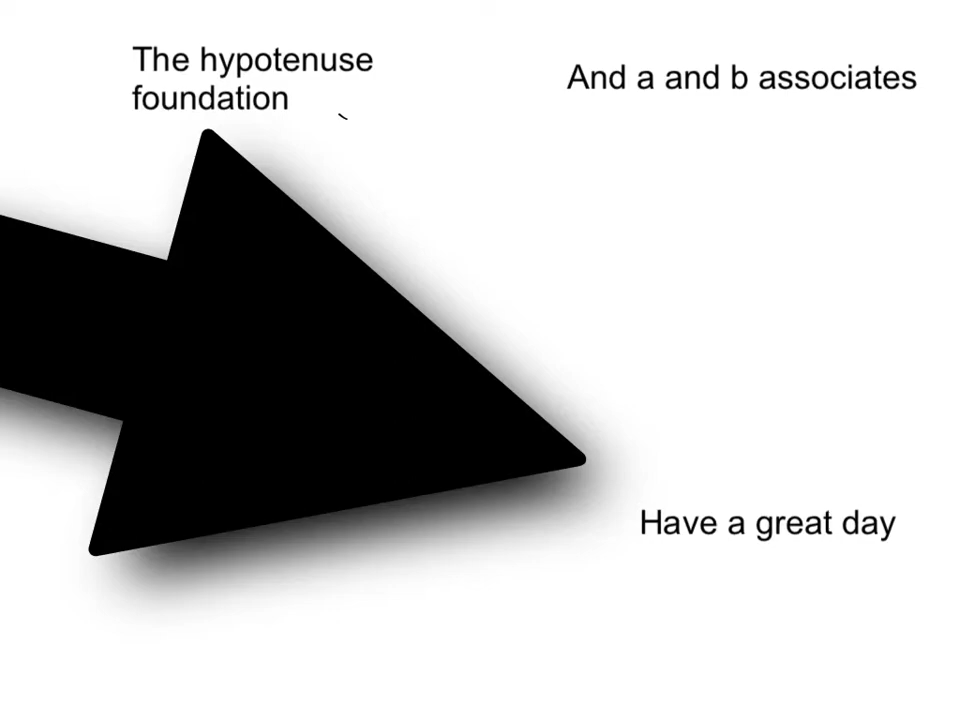 The hypotenuse
foundation
And a and b associates
Have a great day